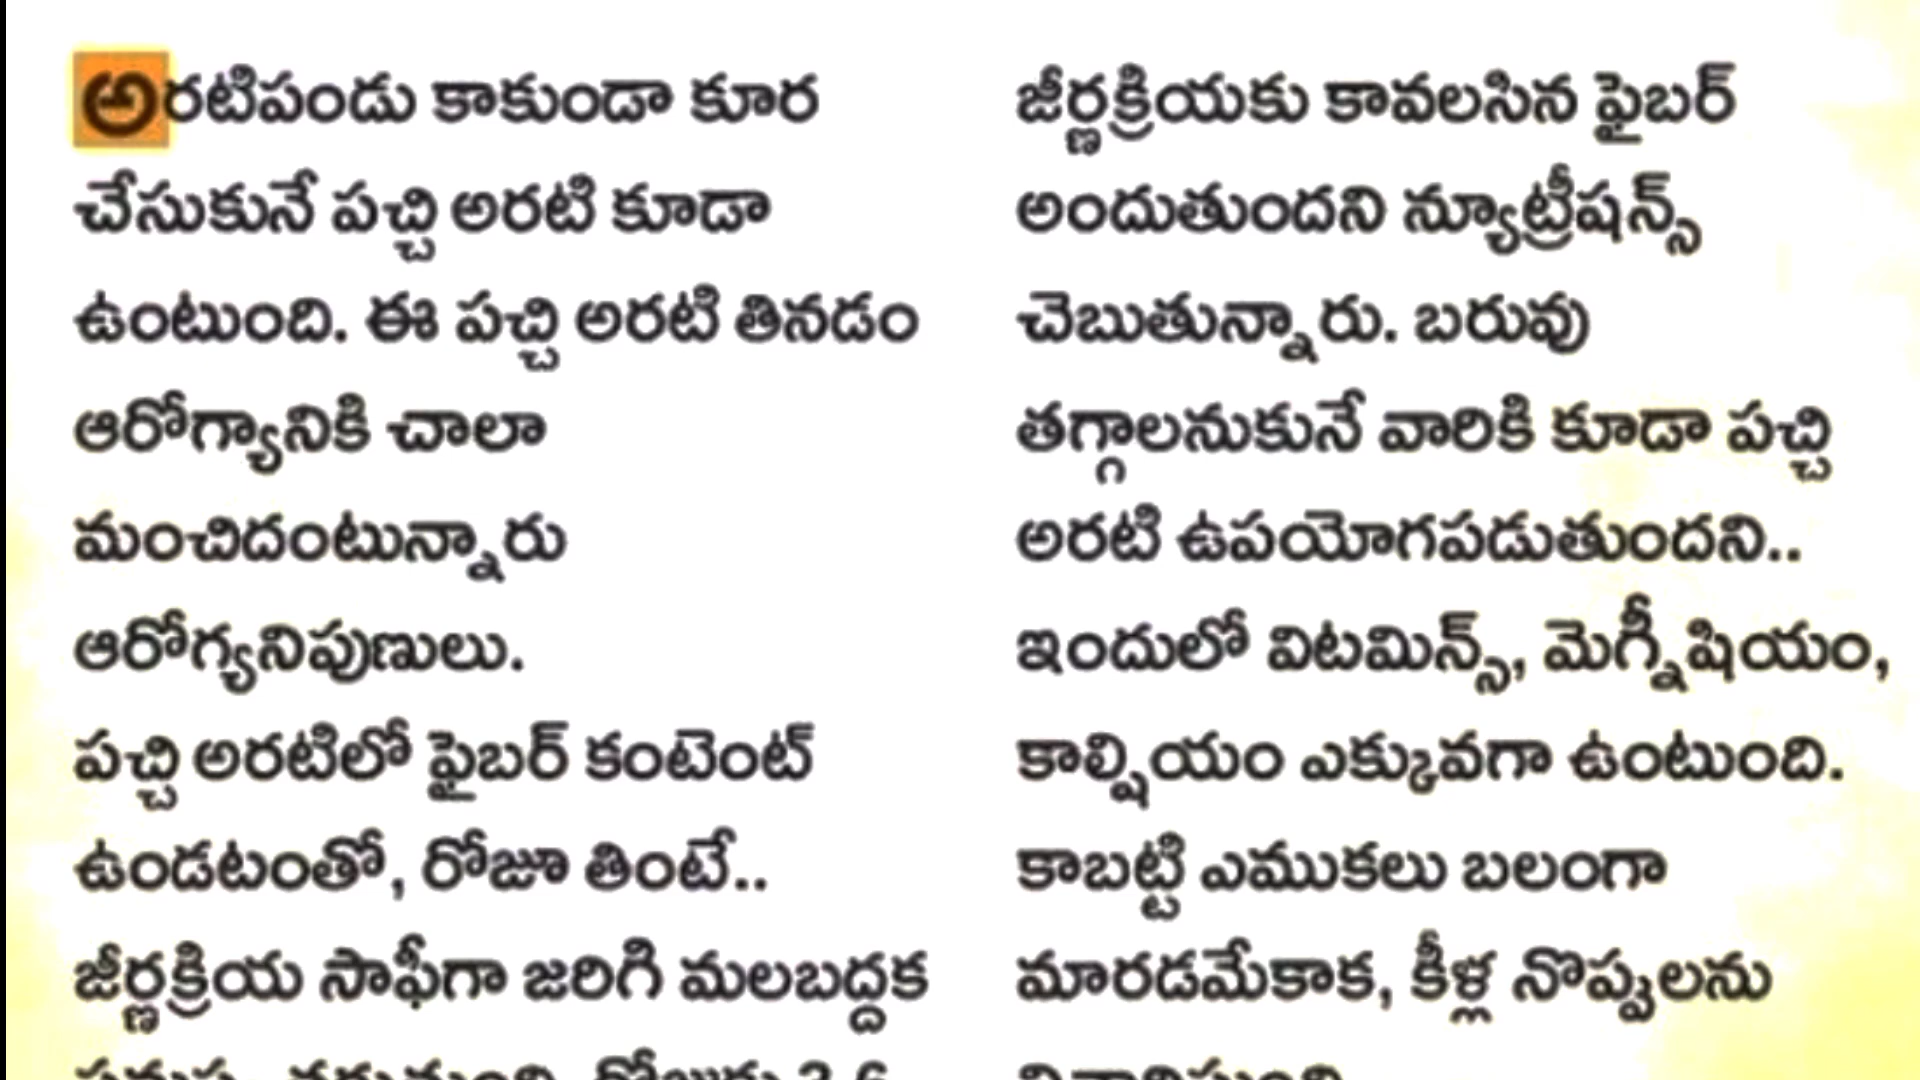 అరటిపండు కాకుండా కూర
చేసుకునే పచ్చి అరటి కూడా
ఉంటుంది. ఈ పచ్చి అరటి తినడం
ఆరోగ్యానికి చాలా
మంచిదంటున్నారు
ఆరోగ్యనిపుణులు.
పచ్చి అరటిలో ఫైబర్ కంటెంట్
ఉండటంతో, రోజూ తింటే..
జీర్ణక్రియ సాఫీగా జరిగి మలబద్దక
జీర్ణక్రియకు కావలసిన ఫైబర్
అందుతుందని న్యూట్రీషన్స్
చెబుతున్నారు. బరువు
తగ్గాలనుకునే వారికి కూడా పచ్చి
అరటి ఉపయోగపడుతుందని..
ఇందులో విటమిన్స్, మెగ్నీషియం,
కాల్షియం ఎక్కువగా ఉంటుంది.
కాబట్టి ఎముకలు బలంగా
మారడమేకాక, కీళ్ల నొప్పులను